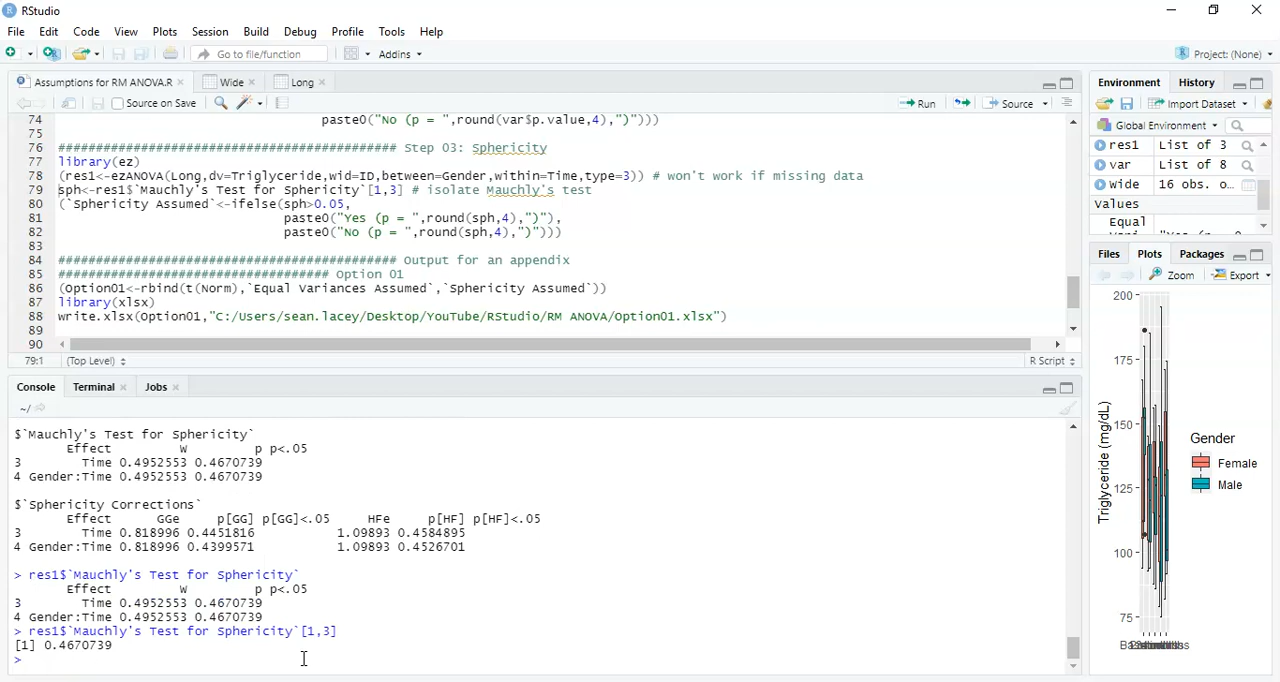 RStudio
File Edit Code View Plots Session Build Debug Profile Tools Help
Go to file/function Addins Project: (None)
Assumptions for RM ANOVA.R Wide Long
Source on Save Run Source
74 paste0("No (p = ",round(var$p.value,4),")")))
75
76 ############################################# Step 03: Sphericity
77 library(ez)
78 (res1<-ezANOVA(Long,dv=Triglyceride,wid=ID,between=Gender,within=Time,type=3)) # won't work if missing data
79 sph<-res1$`Mauchly's Test for Sphericity`[1,3] # isolate Mauchly's test
80 (`Sphericity Assumed`<-ifelse(sph>0.05,
81 paste0("Yes (p = ",round(sph,4),")"),
82 paste0("No (p = ",round(sph,4),")")))
83
84 ############################################# Output for an appendix
85 #################################### Option 01
86 (Option01<-rbind(t(Norm),`Equal Variances Assumed`,`Sphericity Assumed`))
87 library(xlsx)
88 write.xlsx(Option01,"C:/Users/sean.lacey/Desktop/YouTube/RStudio/RM ANOVA/Option01.xlsx")
89
90
79:1 (Top Level) R Script
Console Terminal Jobs
~/
$`Mauchly's Test for Sphericity`
Effect W p p<.05
3 Time 0.4952553 0.4670739
4 Gender:Time 0.4952553 0.4670739
$`Sphericity Corrections`
Effect GGe p[GG] p[GG]<.05 HFe p[HF] p[HF]<.05
3 Time 0.818996 0.4451816 1.09893 0.4584895
4 Gender:Time 0.818996 0.4399571 1.09893 0.4526701
> res1$`Mauchly's Test for Sphericity`
Effect W p p<.05
3 Time 0.4952553 0.4670739
4 Gender:Time 0.4952553 0.4670739
> res1$`Mauchly's Test for Sphericity`[1,3]
[1] 0.4670739
>
Environment History
Import Dataset
Global Environment
res1 List of 3
var List of 8
Wide 16 obs. o…
Values
Equal
Files Plots Packages
Zoom Export
200
175
150
125
100
75
Triglyceride (mg/dL)
Gender
Female
Male